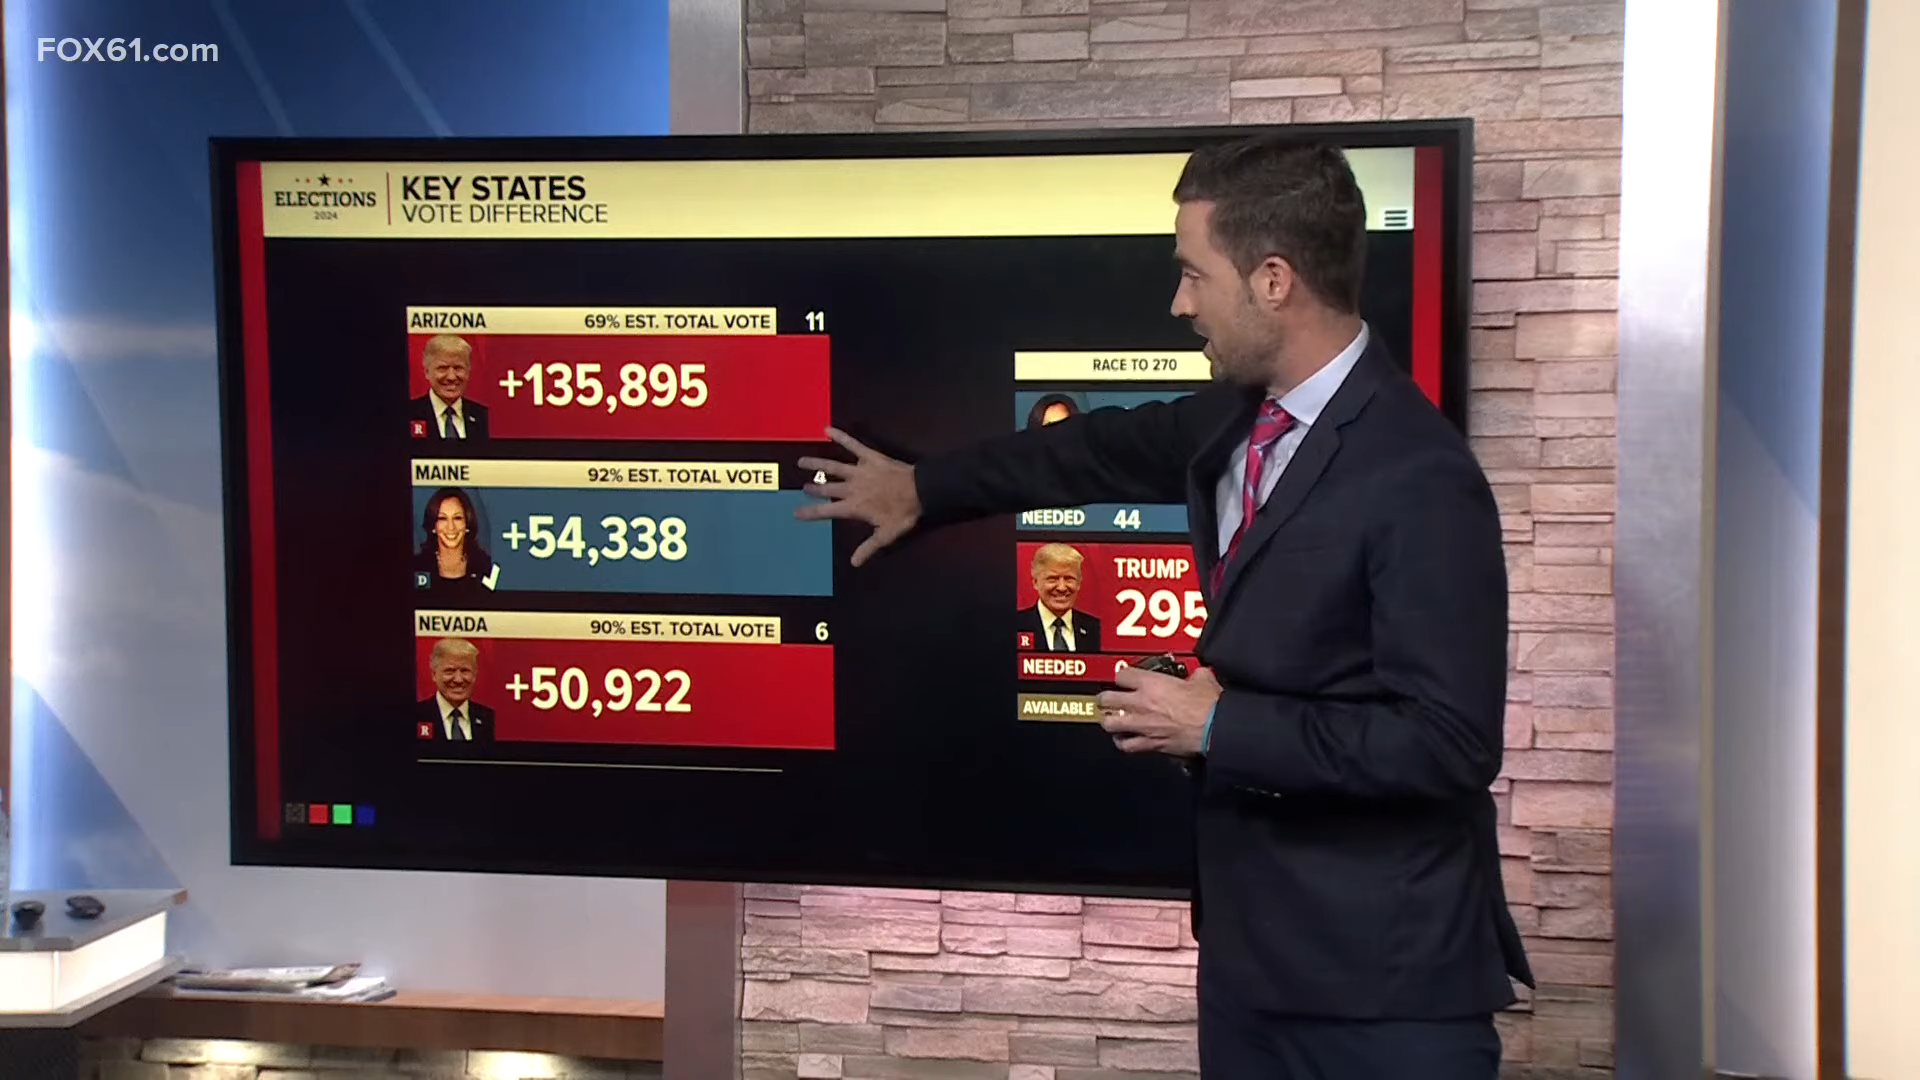 FOX61.com
ELECTIONS
2024
KEY STATES
VOTE DIFFERENCE
ARIZONA 69% EST. TOTAL VOTE 11
+135,895
R
MAINE 92% EST. TOTAL VOTE 4
+54,338
D
NEVADA 90% EST. TOTAL VOTE 6
+50,922
R
RACE TO 270
NEEDED 44
TRUMP
295
R
NEEDED 0
AVAILABLE